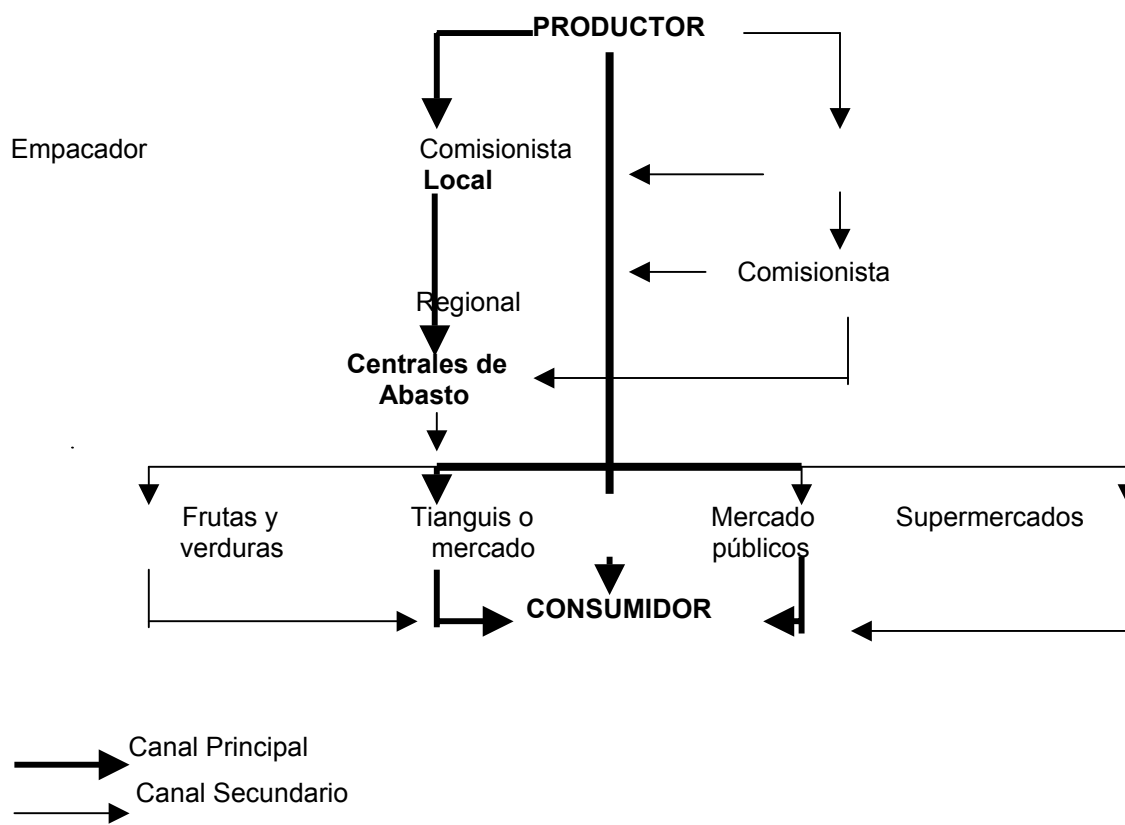 PRODUCTOR
Empacador Comisionista
Local
Comisionista
Regional
Centrales de
Abasto
Frutas y Tianguis o Mercado Supermercados
verduras mercado públicos
CONSUMIDOR
Canal Principal
Canal Secundario